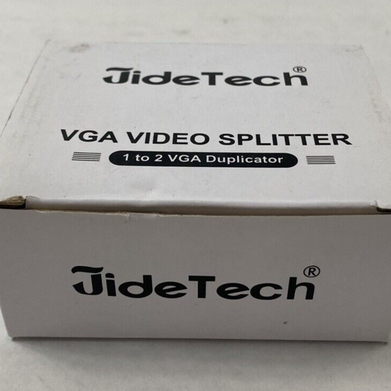 JideTech®
VGA VIDEO SPLITTER
1 to 2 VGA Duplicator
JideTech®